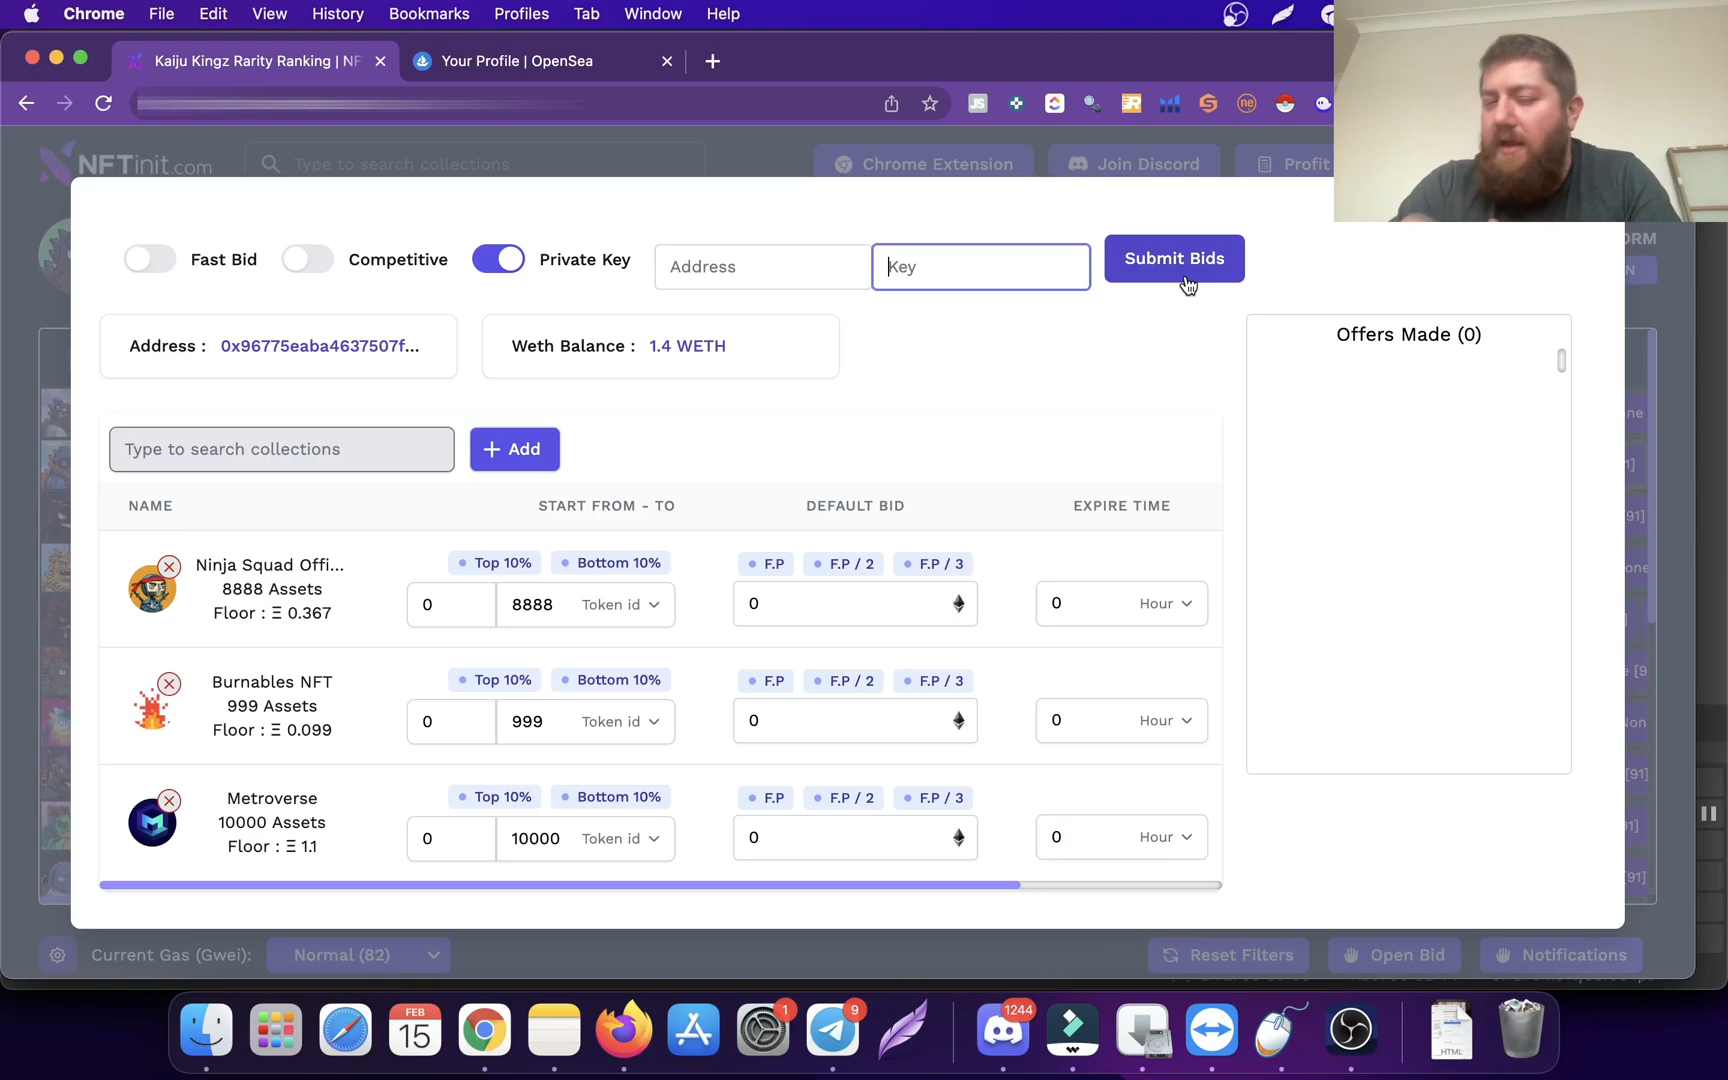 Chrome File Edit View History Bookmarks Profiles Tab Window Help
Kaiju Kingz Rarity Ranking | NF
Your Profile | OpenSea
NFTinit.com
Type to search collections
Chrome Extension
Join Discord
Profit
Fast Bid
Competitive
Private Key
Address
Key
Submit Bids
Address : 0x96775eaba4637507f...
Weth Balance : 1.4 WETH
Offers Made (0)
Type to search collections
+ Add
NAME START FROM - TO DEFAULT BID EXPIRE TIME
Ninja Squad Offi...
8888 Assets
Floor : Ξ 0.367
Top 10% Bottom 10%
0 8888 Token id
F.P F.P / 2 F.P / 3
0
0 Hour
Burnables NFT
999 Assets
Floor : Ξ 0.099
Top 10% Bottom 10%
0 999 Token id
F.P F.P / 2 F.P / 3
0
0 Hour
Metroverse
10000 Assets
Floor : Ξ 1.1
Top 10% Bottom 10%
0 10000 Token id
F.P F.P / 2 F.P / 3
0
0 Hour
Current Gas (Gwei): Normal (82)
Reset Filters
Open Bid
Notifications
FEB
15
1
9
1244
HTML